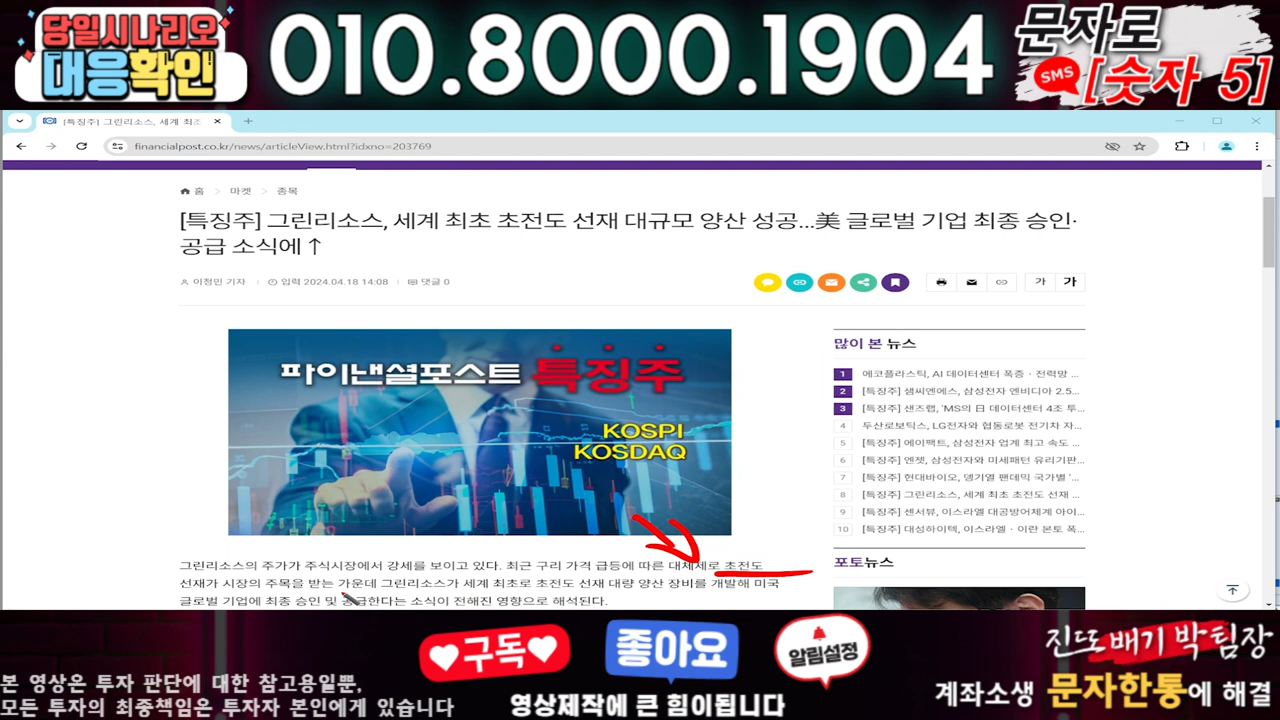 당일시나리오
대응확인
010.8000.1904
문자로
SMS
[숫자 5]
[특징주] 그린리소스, 세계 최초
financialpost.co.kr/news/articleView.html?idxno=203769
홈 > 마켓 > 종목
[특징주] 그린리소스, 세계 최초 초전도 선재 대규모 양산 성공...美 글로벌 기업 최종 승인·
공급 소식에↑
이정민 기자 입력 2024.04.18 14:08 댓글 0
가 가
파이낸셜포스트 특징주
KOSPI
KOSDAQ
그린리소스의 주가가 주식시장에서 강세를 보이고 있다. 최근 구리 가격 급등에 따른 대체제로 초전도
선재가 시장의 주목을 받는 가운데 그린리소스가 세계 최초로 초전도 선재 대량 양산 장비를 개발해 미국
글로벌 기업에 최종 승인 및 공급한다는 소식이 전해진 영향으로 해석된다.
많이 본 뉴스
1 에코플라스틱, AI 데이터센터 폭증·전력망 ...
2 [특징주] 샘씨엔에스, 삼성전자 엔비디아 2.5...
3 [특징주] 샌즈랩, 'MS의 日 데이터센터 4조 투...
4 두산로보틱스, LG전자와 협동로봇 전기차 자...
5 [특징주] 에이팩트, 삼성전자 업계 최고 속도 ...
6 [특징주] 엔젯, 삼성전자와 미세패턴 유리기판...
7 [특징주] 현대바이오, 뎅기열 팬데믹 국가별 '...
8 [특징주] 그린리소스, 세계 최초 초전도 선재 ...
9 [특징주] 센서뷰, 이스라엘 대공방어체계 아이...
10 [특징주] 대성하이텍, 이스라엘·이란 본토 폭...
포토뉴스
구독
좋아요
알림설정
영상제작에 큰 힘이됩니다
본 영상은 투자 판단에 대한 참고용일뿐,
모든 투자의 최종책임은 투자자 본인에게 있습니다
진또배기 박팀장
계좌소생 문자한통에 해결